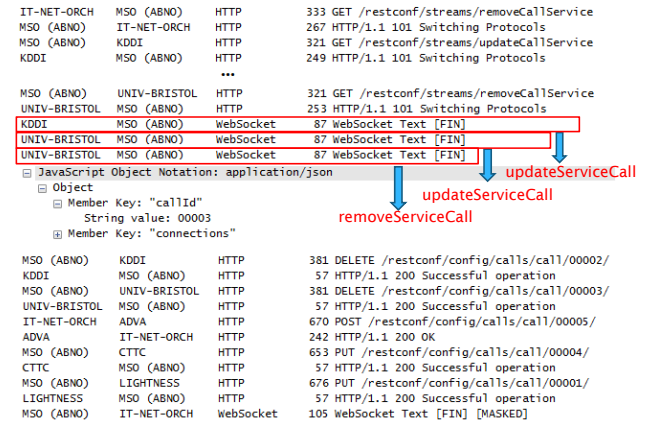 IT-NET-ORCH MSO (ABNO) HTTP 333 GET /restconf/streams/removeCallService
MSO (ABNO) IT-NET-ORCH HTTP 267 HTTP/1.1 101 Switching Protocols
MSO (ABNO) KDDI HTTP 321 GET /restconf/streams/updateCallService
KDDI MSO (ABNO) HTTP 249 HTTP/1.1 101 Switching Protocols
...
MSO (ABNO) UNIV-BRISTOL HTTP 321 GET /restconf/streams/removeCallService
UNIV-BRISTOL MSO (ABNO) HTTP 253 HTTP/1.1 101 Switching Protocols
KDDI MSO (ABNO) WebSocket 87 WebSocket Text [FIN]
UNIV-BRISTOL MSO (ABNO) WebSocket 87 WebSocket Text [FIN]
UNIV-BRISTOL MSO (ABNO) WebSocket 87 WebSocket Text [FIN]
JavaScript Object Notation: application/json
updateServiceCall
Object
Member Key: "callId"
updateServiceCall
String value: 00003
removeServiceCall
Member Key: "connections"
MSO (ABNO) KDDI HTTP 381 DELETE /restconf/config/calls/call/00002/
KDDI MSO (ABNO) HTTP 57 HTTP/1.1 200 Successful operation
MSO (ABNO) UNIV-BRISTOL HTTP 381 DELETE /restconf/config/calls/call/00003/
UNIV-BRISTOL MSO (ABNO) HTTP 57 HTTP/1.1 200 Successful operation
IT-NET-ORCH ADVA HTTP 670 POST /restconf/config/calls/call/00005/
ADVA IT-NET-ORCH HTTP 242 HTTP/1.1 200 OK
MSO (ABNO) CTTC HTTP 653 PUT /restconf/config/calls/call/00004/
CTTC MSO (ABNO) HTTP 57 HTTP/1.1 200 Successful operation
MSO (ABNO) LIGHTNESS HTTP 676 PUT /restconf/config/calls/call/00001/
LIGHTNESS MSO (ABNO) HTTP 57 HTTP/1.1 200 Successful operation
MSO (ABNO) IT-NET-ORCH WebSocket 105 WebSocket Text [FIN] [MASKED]